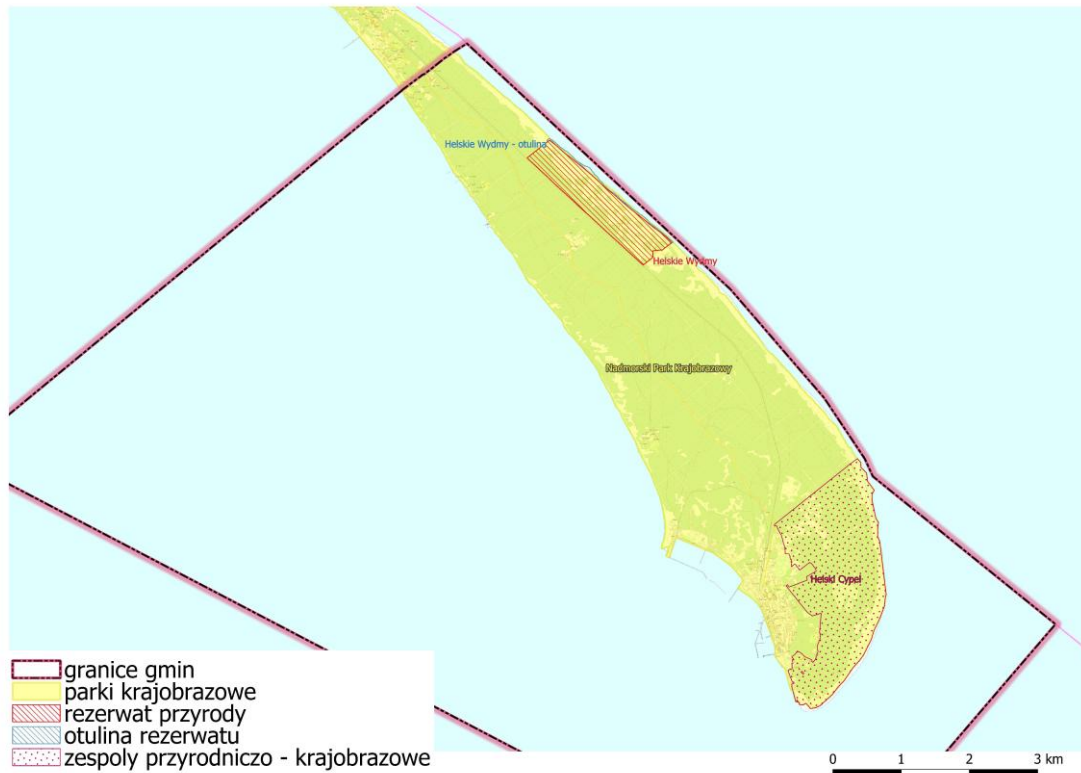 Helskie Wydmy - otulina
Helskie Wydmy
Nadmorski Park Krajobrazowy
Helski Cypel
granice gmin
parki krajobrazowe
rezerwat przyrody
otulina rezerwatu
zespoly przyrodniczo - krajobrazowe
0 1 2 3 km